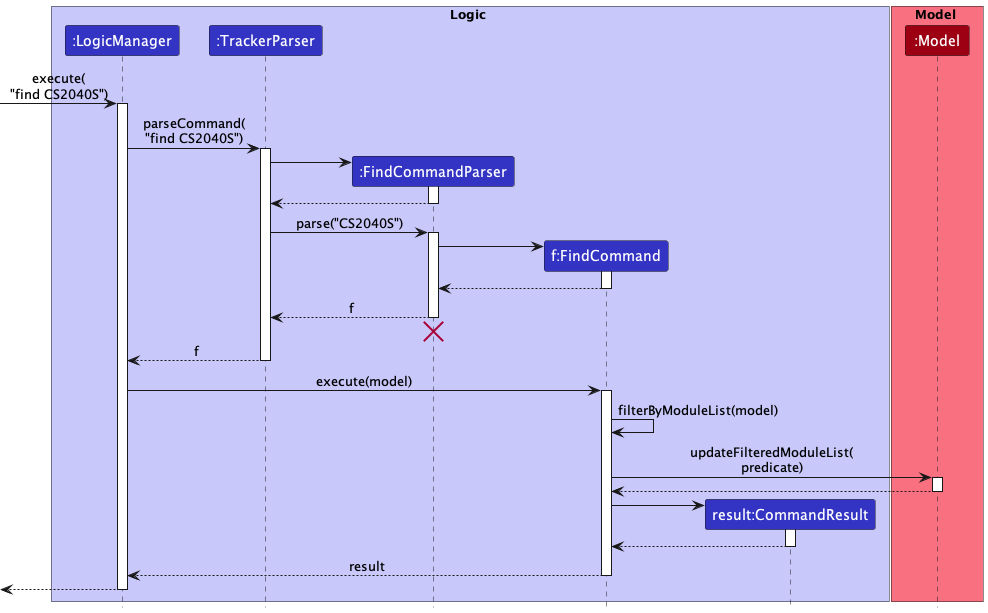 Logic
Model
:LogicManager
:TrackerParser
:Model
execute(
"find CS2040S")
parseCommand(
"find CS2040S")
:FindCommandParser
parse("CS2040S")
f:FindCommand
f
f
execute(model)
filterByModuleList(model)
updateFilteredModuleList(
predicate)
result:CommandResult
result